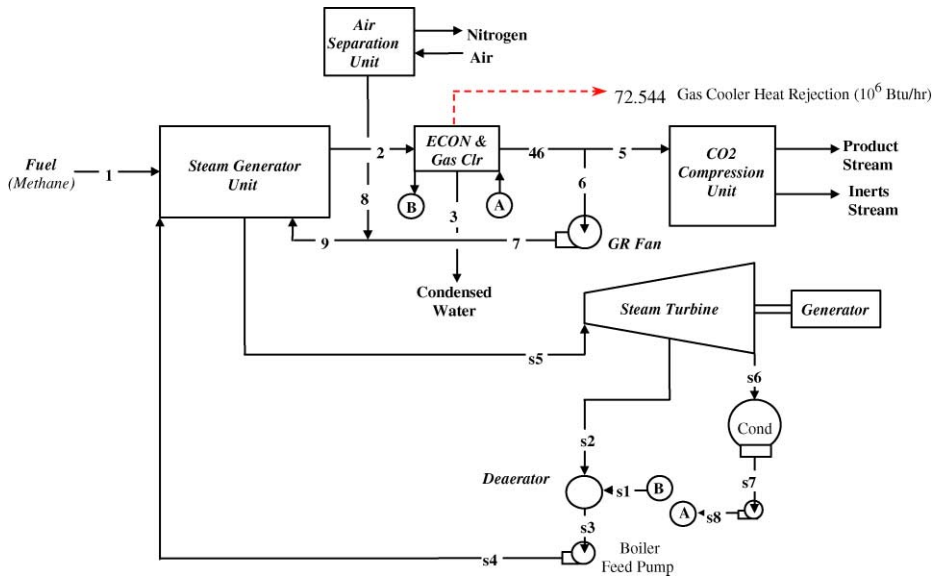 Air
Separation
Unit
Nitrogen
Air
72.544 Gas Cooler Heat Rejection (10⁶ Btu/hr)
Fuel
(Methane)
1
Steam Generator
Unit
2
ECON &
Gas Clr
46
5
CO2
Compression
Unit
Product
Stream
Inerts
Stream
8
B
3
A
6
9
7
GR Fan
Condensed
Water
Steam Turbine
Generator
s5
s6
Cond
s2
s7
Deaerator
s1
B
A
s8
s3
s4
Boiler
Feed Pump